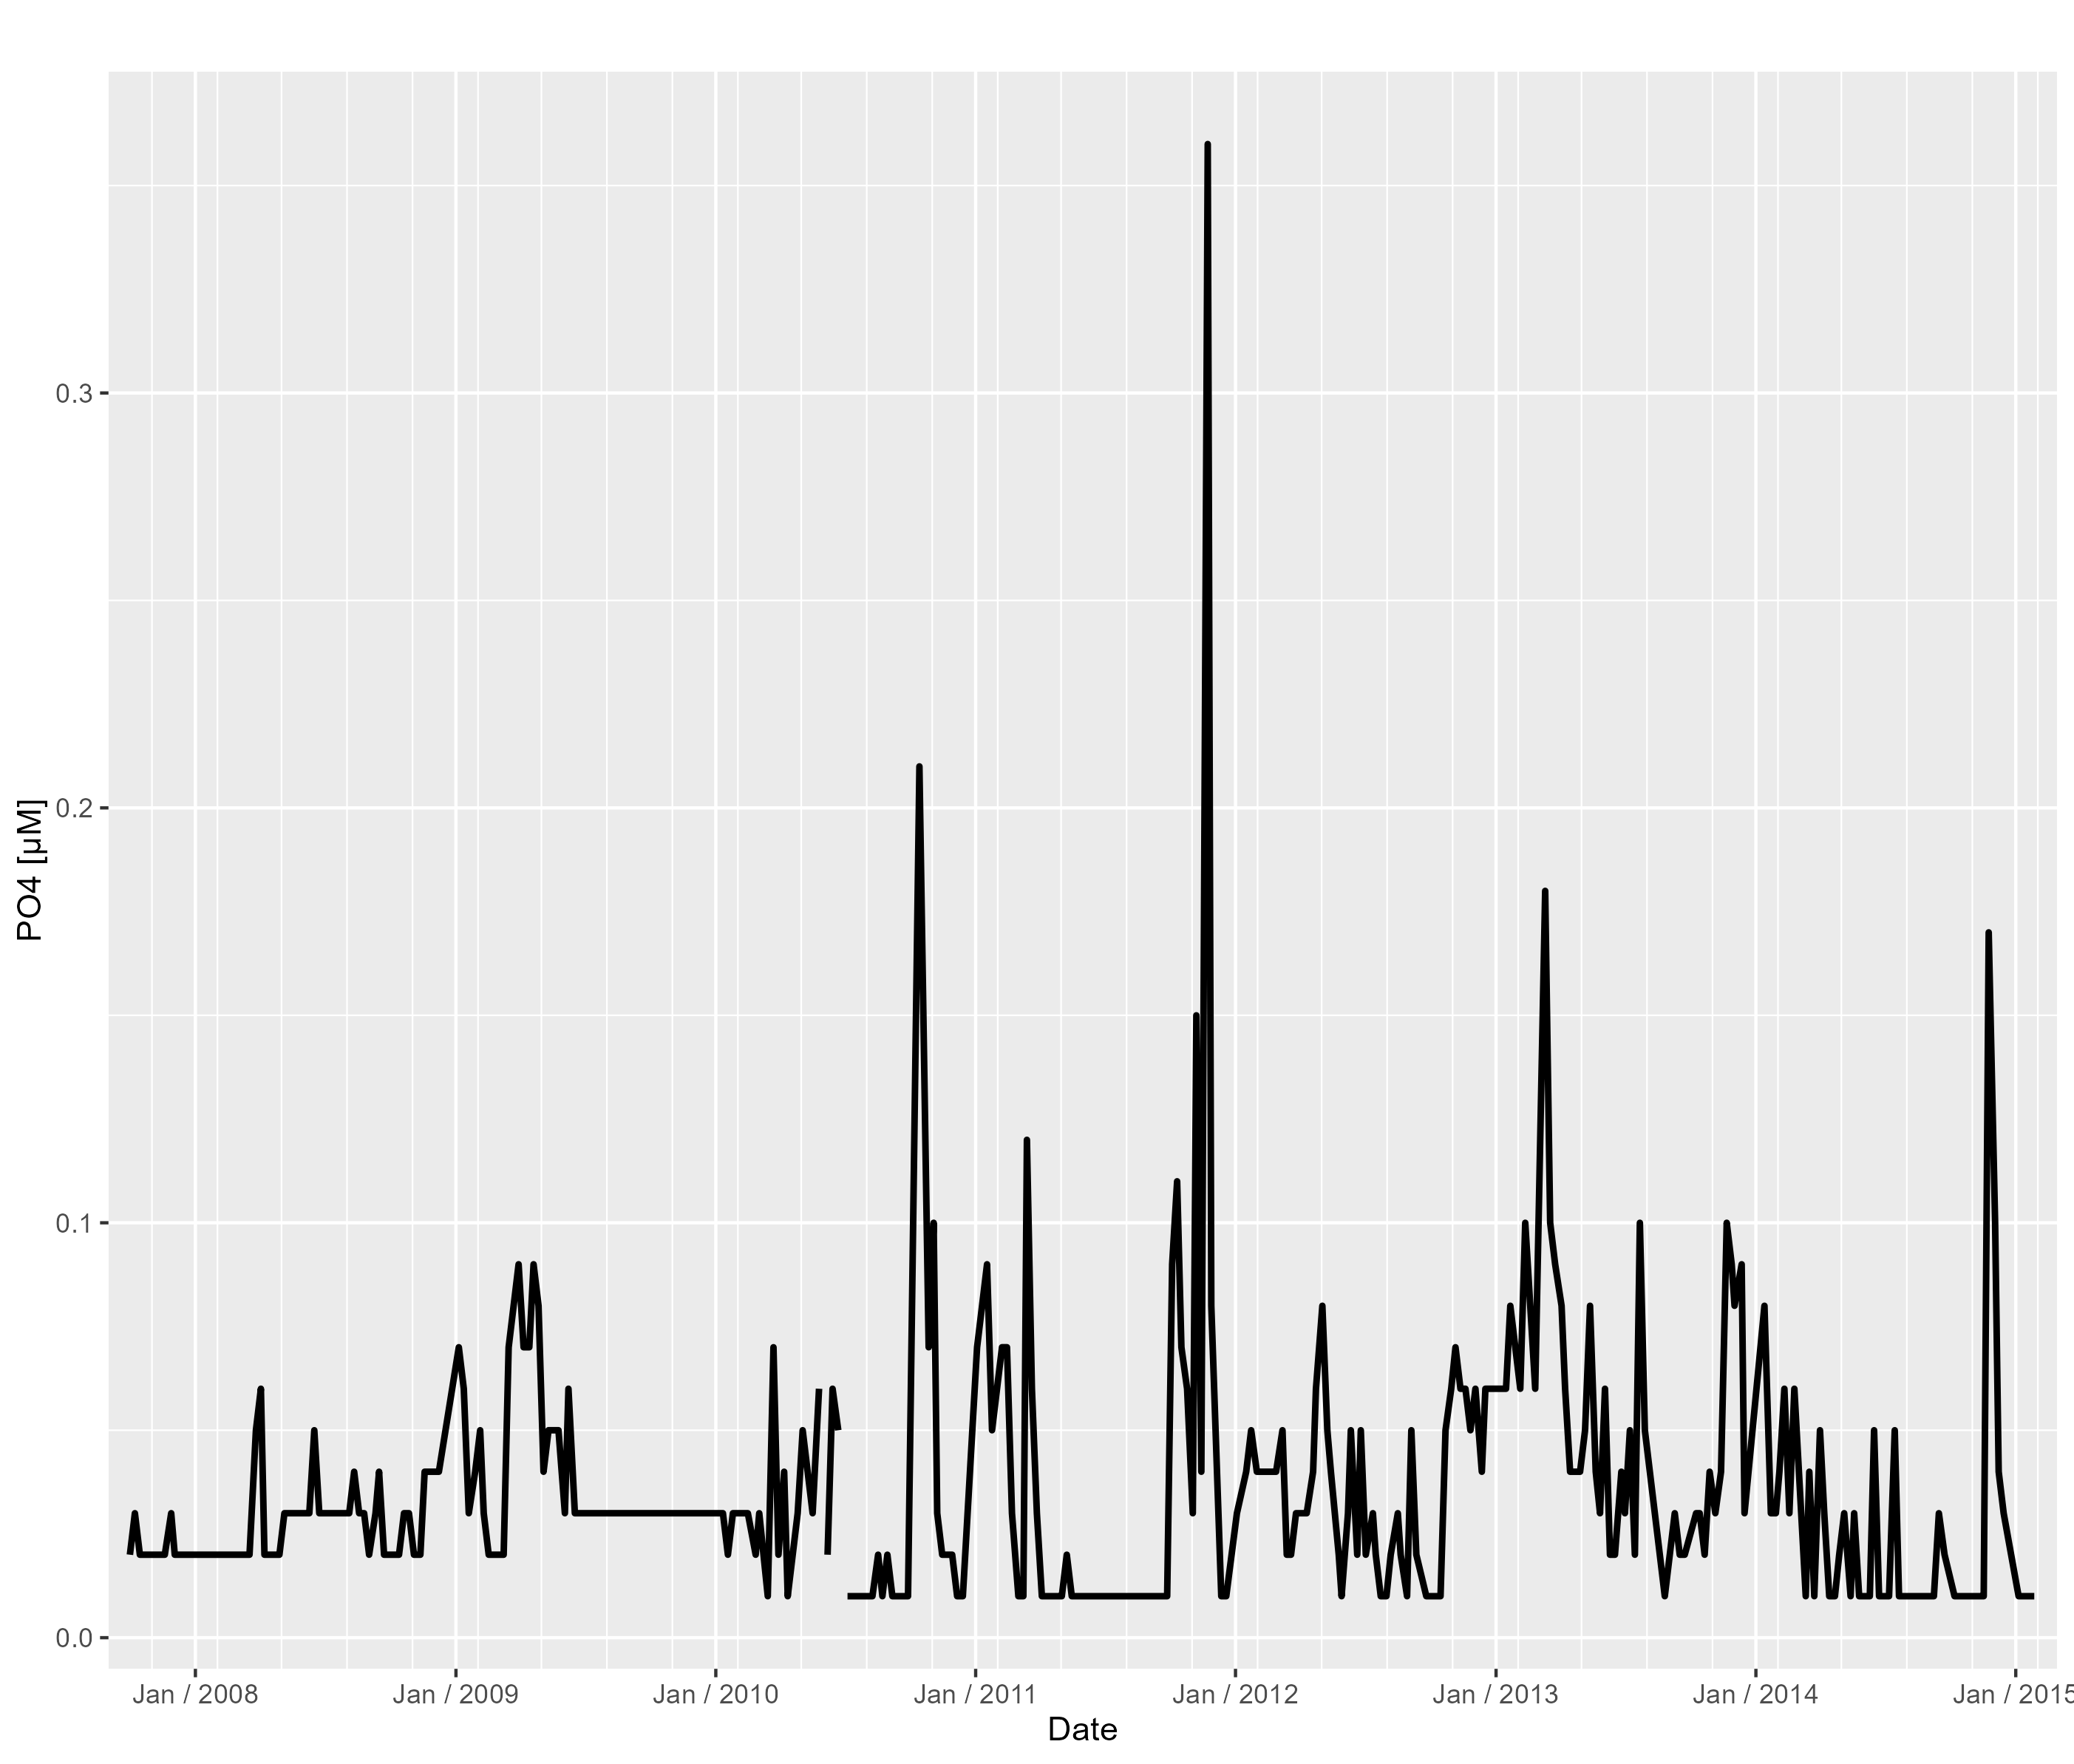 PO4 [µM]
0.3
0.2
0.1
0.0
Jan / 2008
Jan / 2009
Jan / 2010
Jan / 2011
Jan / 2012
Jan / 2013
Jan / 2014
Jan / 2015
Date